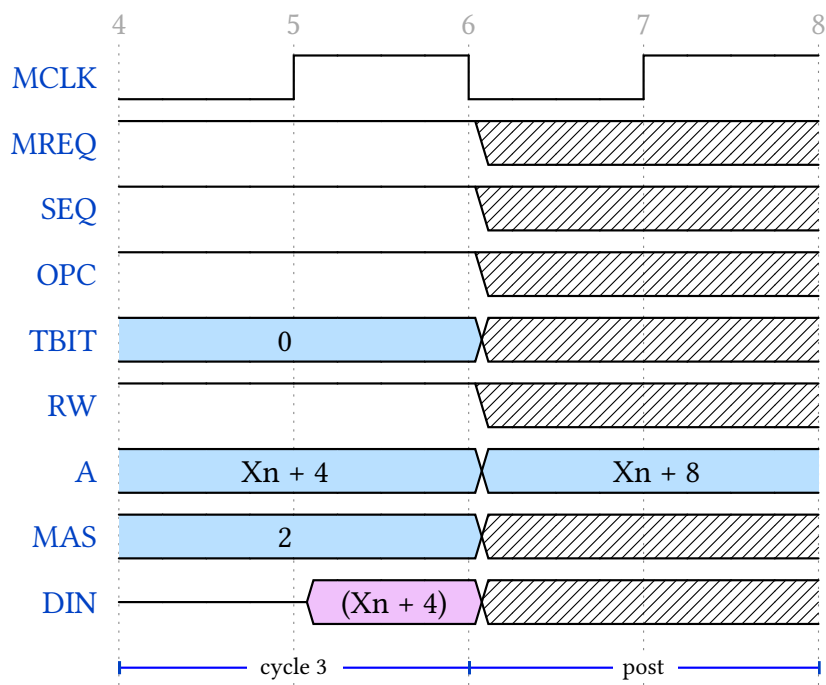 4 5 6 7 8
MCLK
MREQ
SEQ
OPC
TBIT 0
RW
A Xn + 4 Xn + 8
MAS 2
DIN (Xn + 4)
cycle 3 post